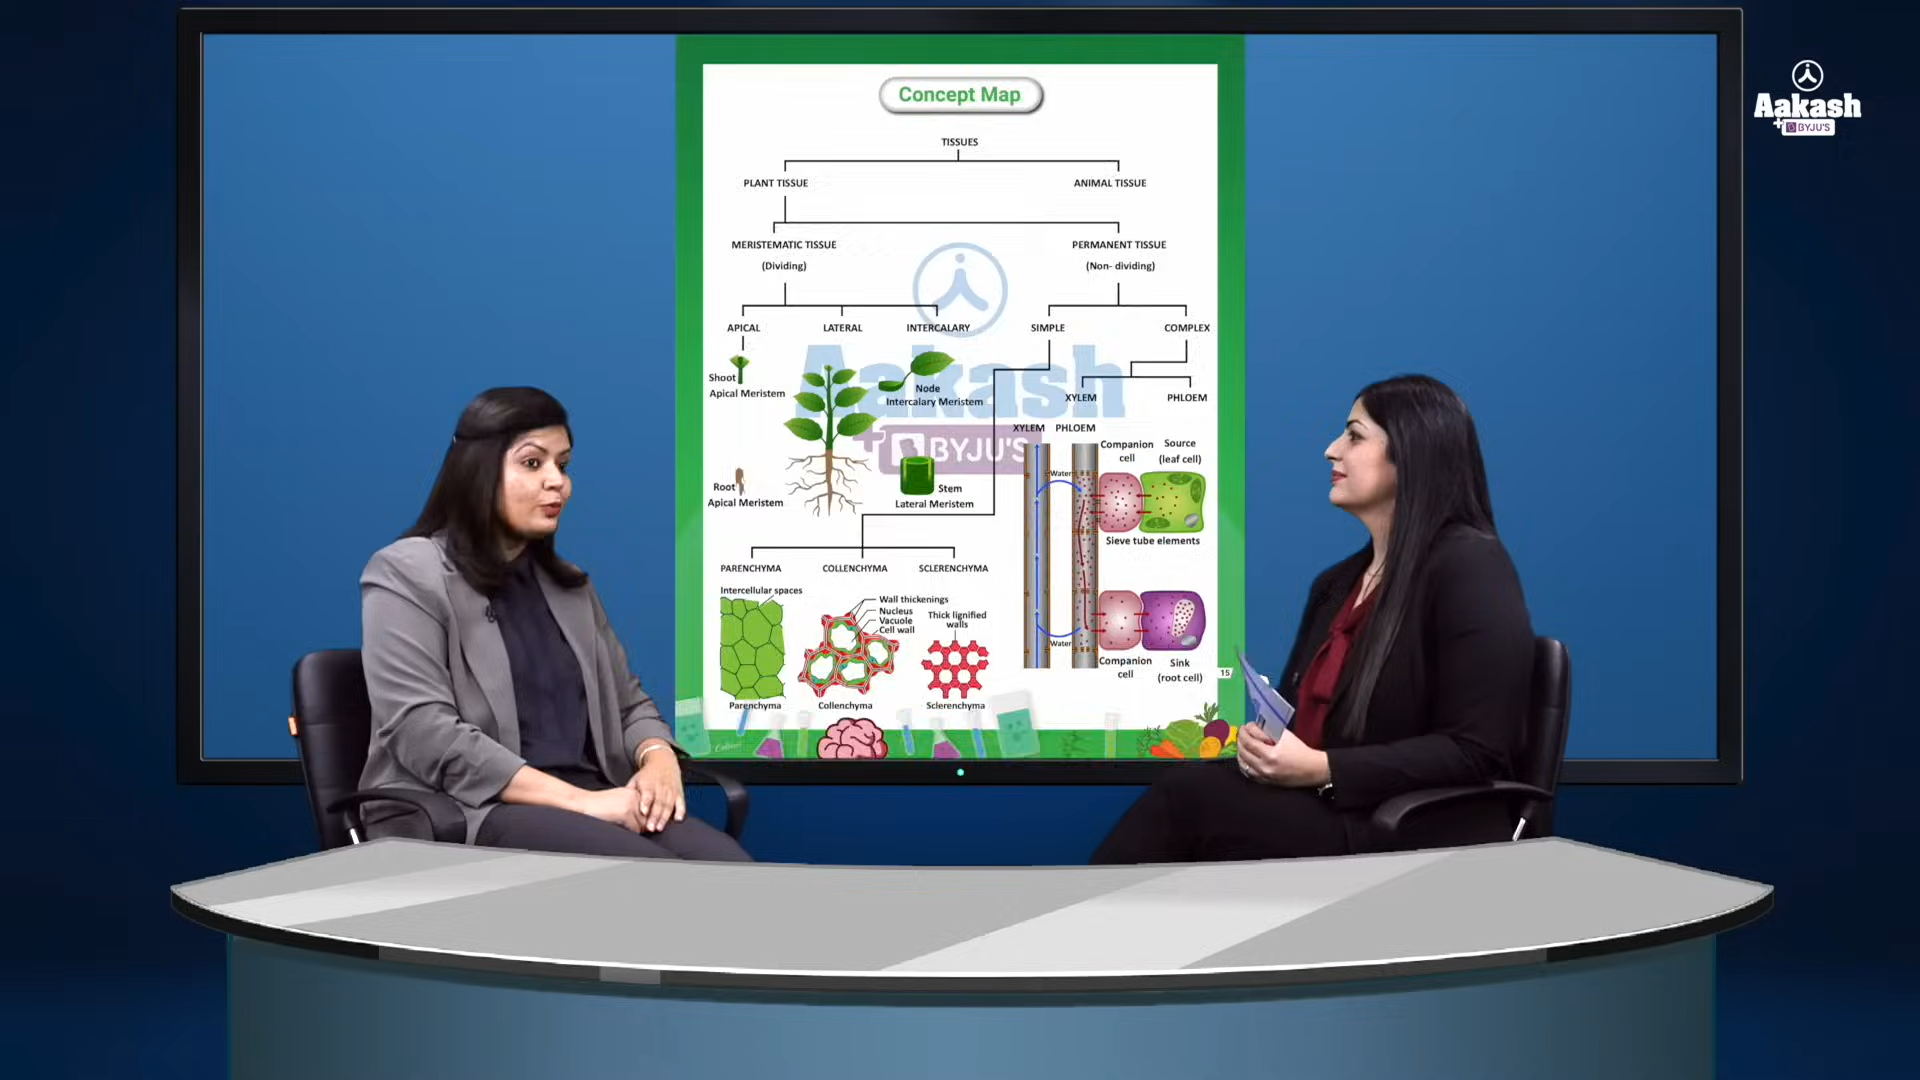 Concept Map
TISSUES
PLANT TISSUE
ANIMAL TISSUE
MERISTEMATIC TISSUE
(Dividing)
PERMANENT TISSUE
(Non- dividing)
APICAL
LATERAL
INTERCALARY
SIMPLE
COMPLEX
Shoot
Apical Meristem
Node
Intercalary Meristem
XYLEM
PHLOEM
Root
Apical Meristem
Stem
Lateral Meristem
XYLEM
PHLOEM
Water
Companion
cell
Source
(leaf cell)
Sieve tube elements
Water
Companion
cell
Sink
(root cell)
PARENCHYMA
COLLENCHYMA
SCLERENCHYMA
Intercellular spaces
Wall thickenings
Nucleus
Vacuole
Cell wall
Thick lignified
walls
Parenchyma
Collenchyma
Sclerenchyma
15
Aakash
+ BYJU'S
Aakash
+ BYJU'S